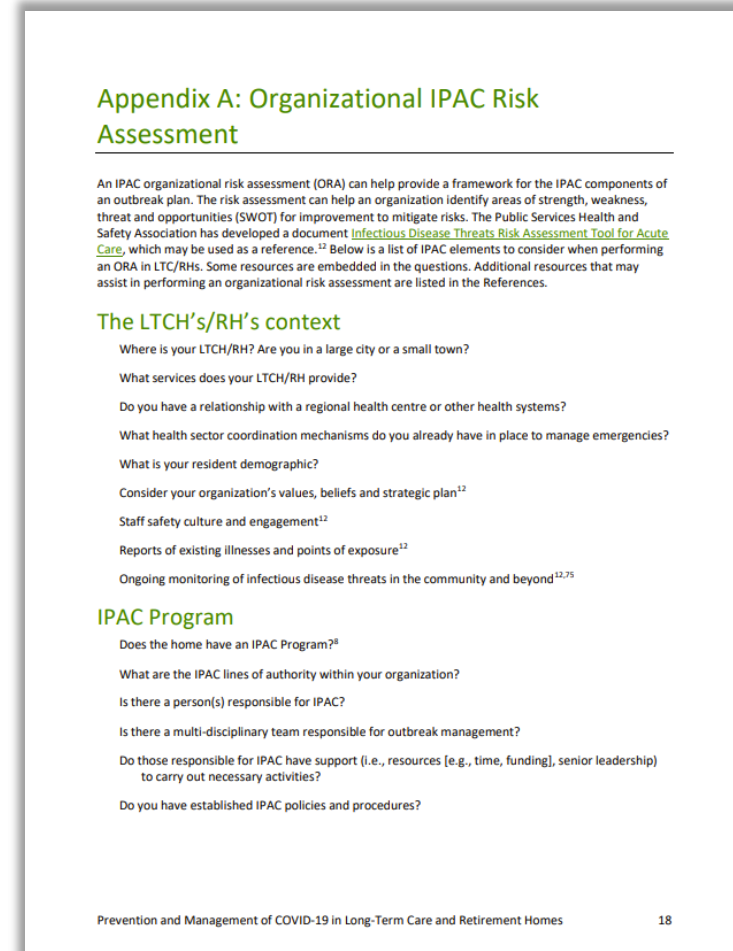 Appendix A: Organizational IPAC Risk
Assessment
An IPAC organizational risk assessment (ORA) can help provide a framework for the IPAC components of
an outbreak plan. The risk assessment can help an organization identify areas of strength, weakness,
threat and opportunities (SWOT) for improvement to mitigate risks. The Public Services Health and
Safety Association has developed a document Infectious Disease Threats Risk Assessment Tool for Acute
Care, which may be used as a reference.12 Below is a list of IPAC elements to consider when performing
an ORA in LTC/RHs. Some resources are embedded in the questions. Additional resources that may
assist in performing an organizational risk assessment are listed in the References.
The LTCH's/RH's context
Where is your LTCH/RH? Are you in a large city or a small town?
What services does your LTCH/RH provide?
Do you have a relationship with a regional health centre or other health systems?
What health sector coordination mechanisms do you already have in place to manage emergencies?
What is your resident demographic?
Consider your organization's values, beliefs and strategic plan12
Staff safety culture and engagement12
Reports of existing illnesses and points of exposure12
Ongoing monitoring of infectious disease threats in the community and beyond12,75
IPAC Program
Does the home have an IPAC Program?8
What are the IPAC lines of authority within your organization?
Is there a person(s) responsible for IPAC?
Is there a multi-disciplinary team responsible for outbreak management?
Do those responsible for IPAC have support (i.e., resources [e.g., time, funding], senior leadership)
to carry out necessary activities?
Do you have established IPAC policies and procedures?
Prevention and Management of COVID-19 in Long-Term Care and Retirement Homes 18